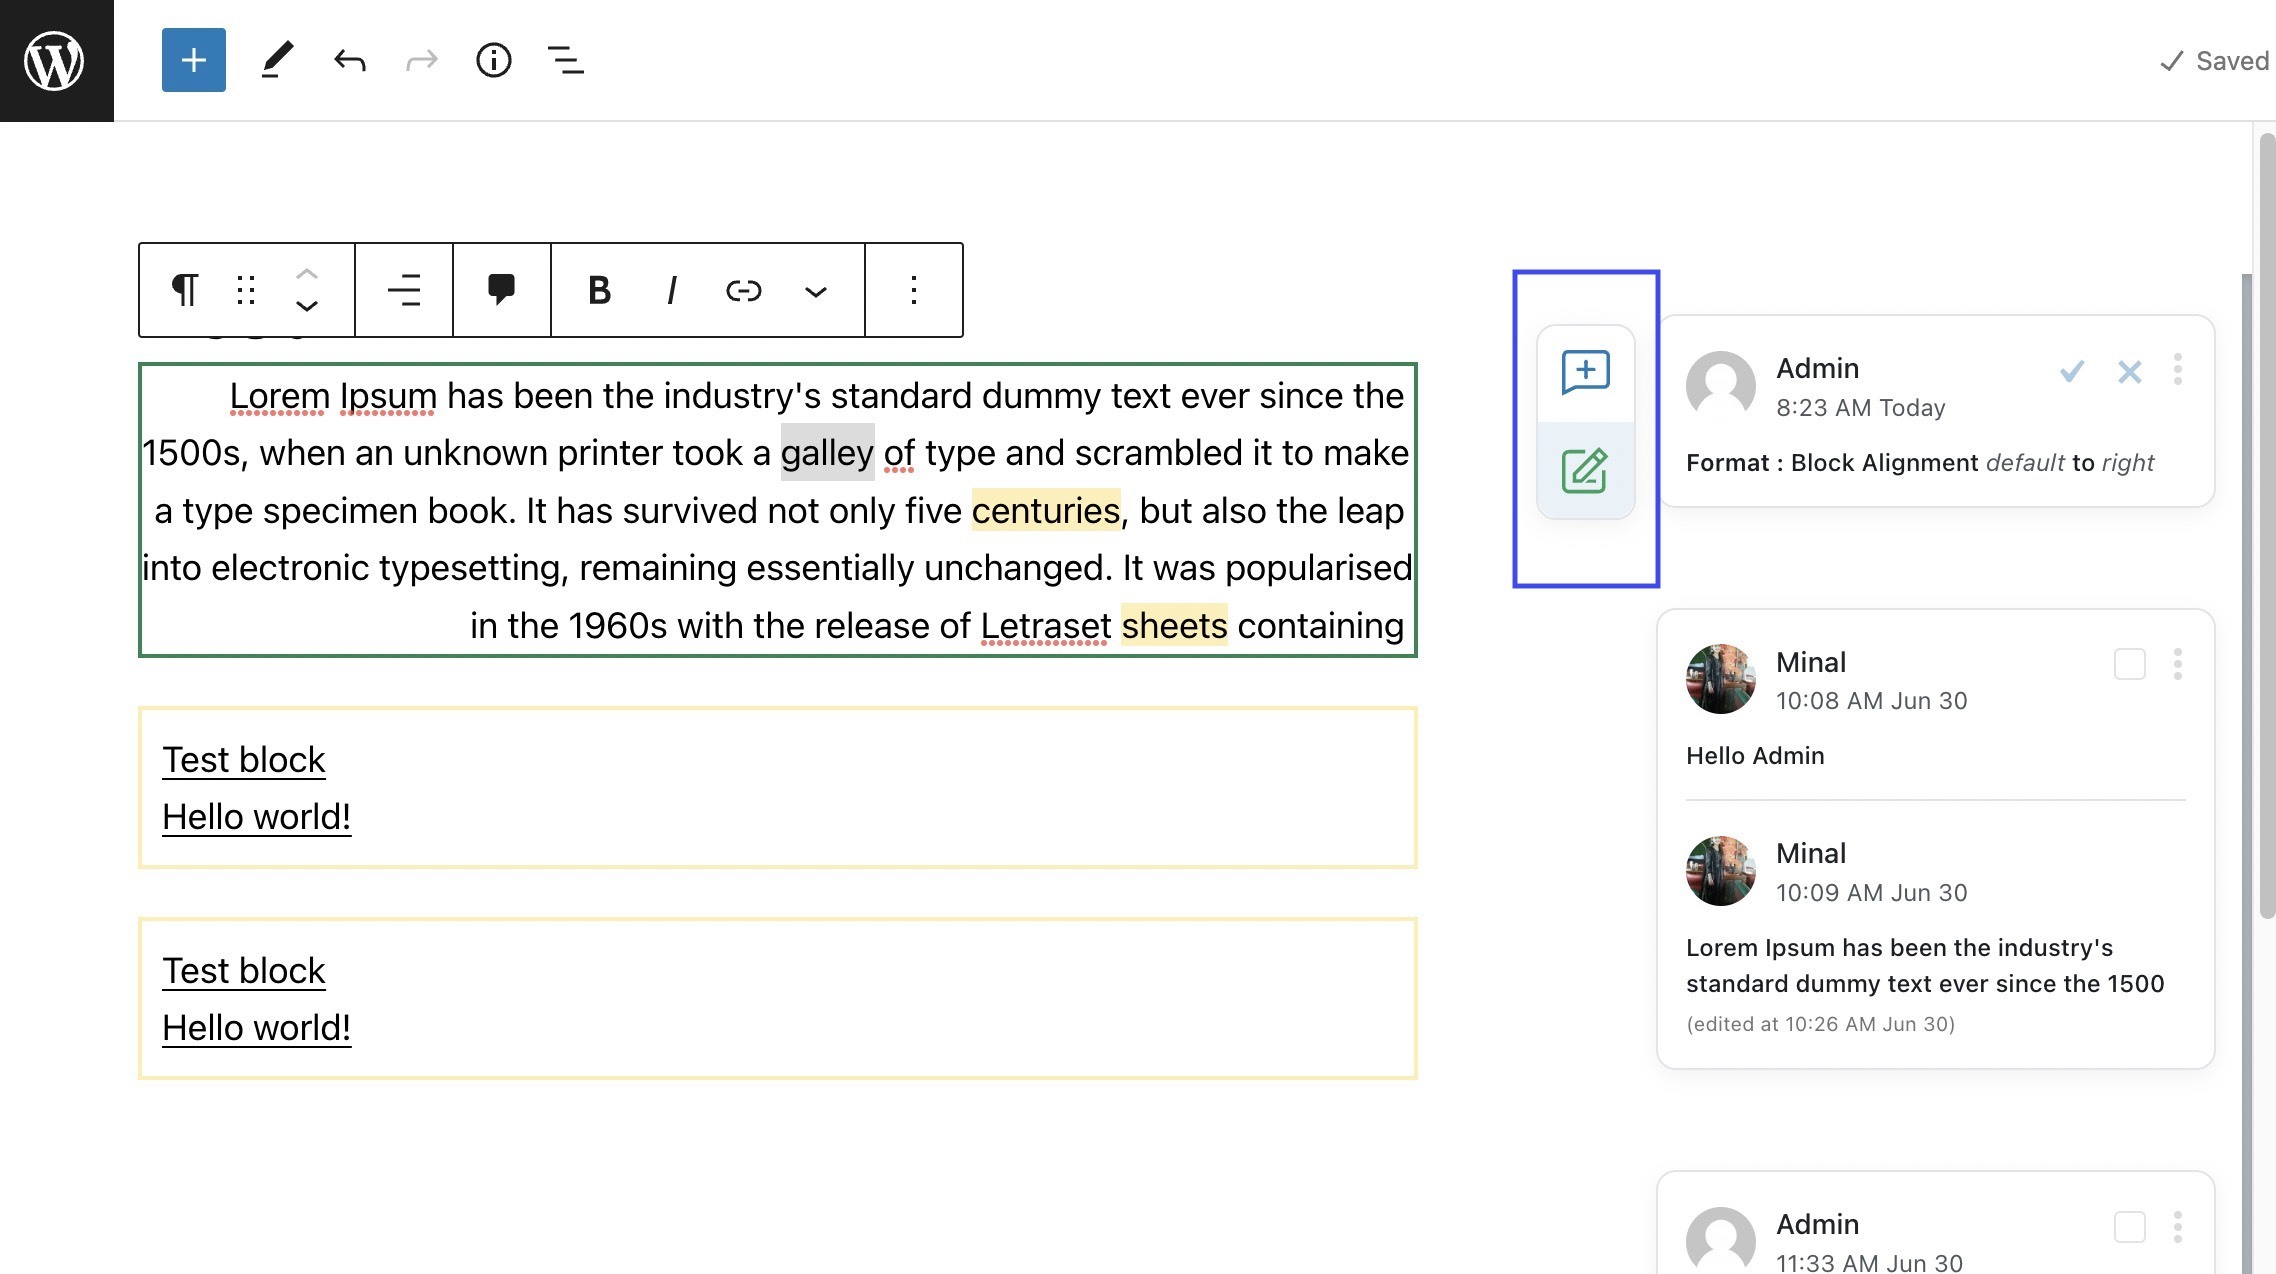 Saved
B I
Lorem Ipsum has been the industry's standard dummy text ever since the
1500s, when an unknown printer took a galley of type and scrambled it to make
a type specimen book. It has survived not only five centuries, but also the leap
into electronic typesetting, remaining essentially unchanged. It was popularised
in the 1960s with the release of Letraset sheets containing
Test block
Hello world!
Test block
Hello world!
Admin
8:23 AM Today
Format : Block Alignment default to right
Minal
10:08 AM Jun 30
Hello Admin
Minal
10:09 AM Jun 30
Lorem Ipsum has been the industry's
standard dummy text ever since the 1500
(edited at 10:26 AM Jun 30)
Admin
11:33 AM Jun 30